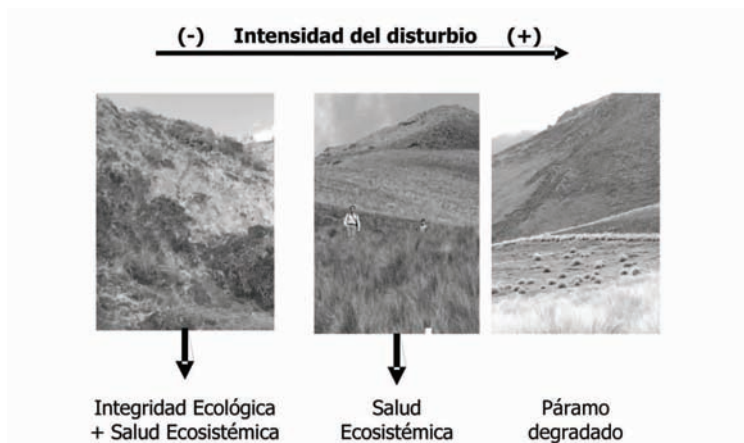 (-) Intensidad del disturbio (+)
Integridad Ecológica
+ Salud Ecosistémica
Salud
Ecosistémica
Páramo
degradado